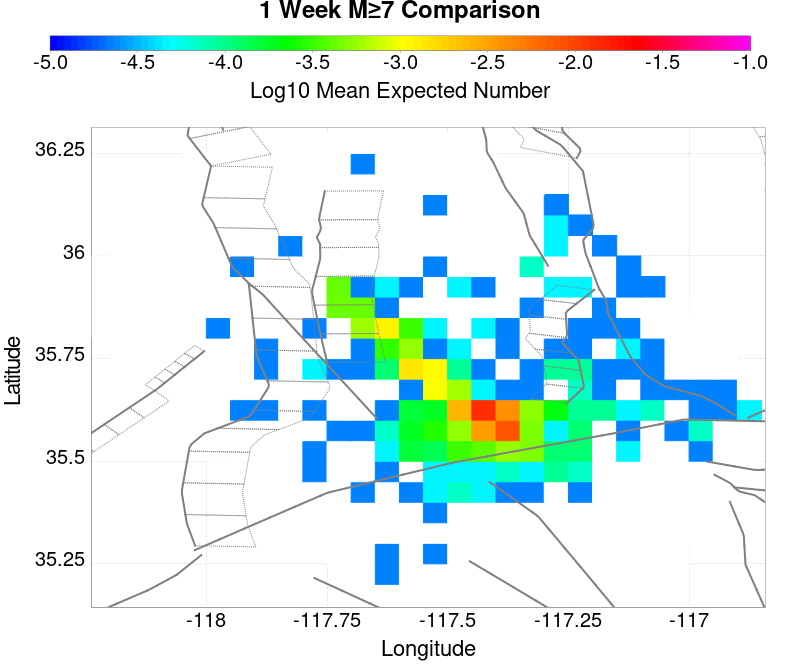 1 Week M≥7 Comparison
-5.0 -4.5 -4.0 -3.5 -3.0 -2.5 -2.0 -1.5 -1.0
Log10 Mean Expected Number
36.25
36
35.75
35.5
35.25
Latitude
-118 -117.75 -117.5 -117.25 -117
Longitude